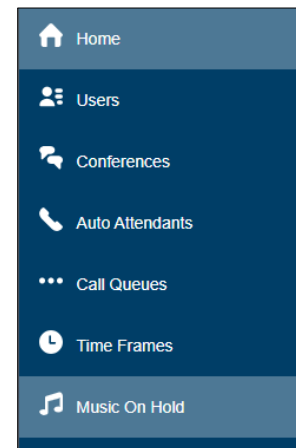 Home
Users
Conferences
Auto Attendants
Call Queues
Time Frames
Music On Hold